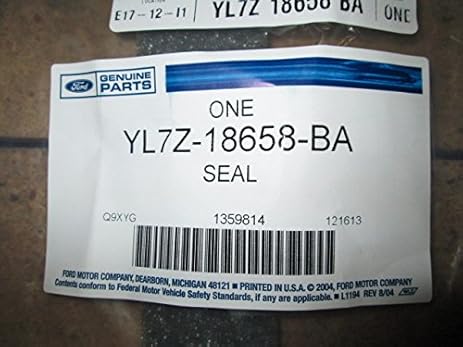 E17-12-I1 YL7Z 18658 BA ONE
Ford GENUINE PARTS
ONE
YL7Z-18658-BA
SEAL
Q9XYG 1359814 121613
FORD MOTOR COMPANY, DEARBORN, MICHIGAN 48121 ■ PRINTED IN U.S.A. © 2004, FORD MOTOR COMPANY
Contents conform to Federal Motor Vehicle Safety Standards, if any are applicable. ■ L1194 REV 8/04